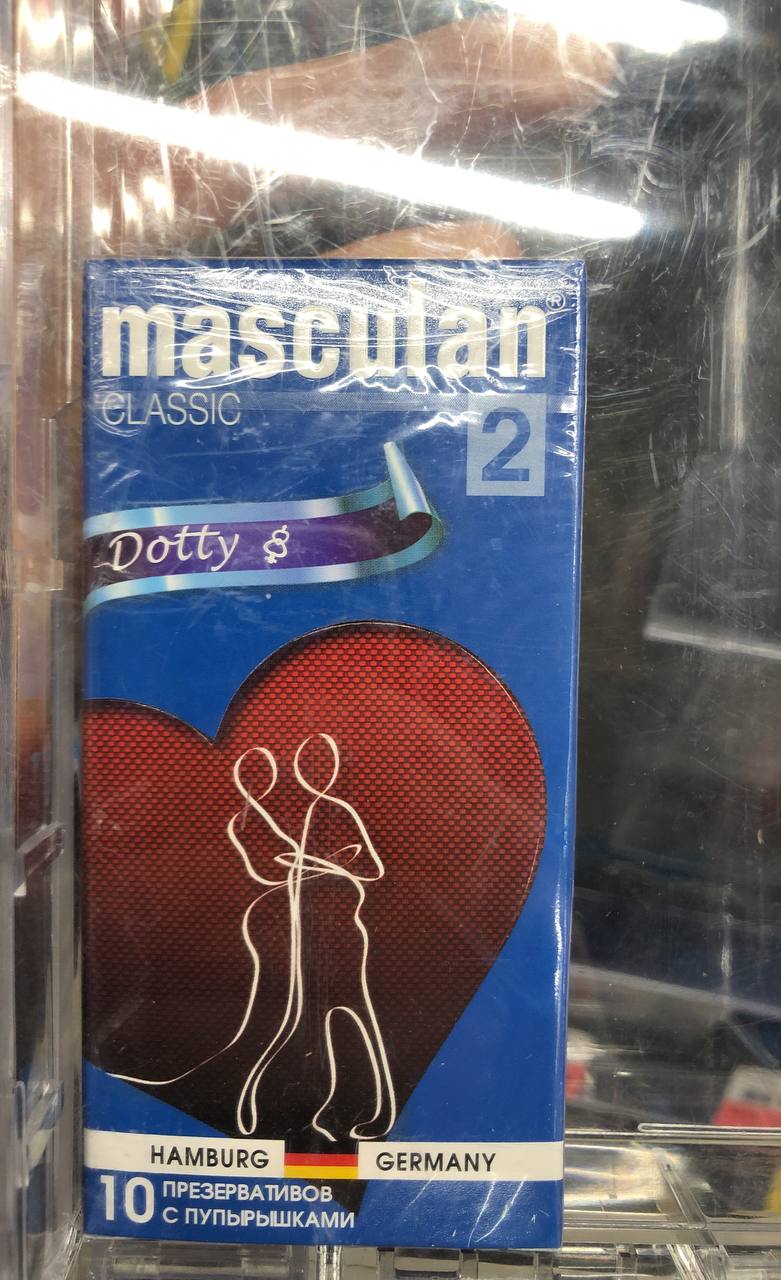 masculan®
CLASSIC
2
Dotty
HAMBURG GERMANY
10 ПРЕЗЕРВАТИВОВ
С ПУПЫРЫШКАМИ